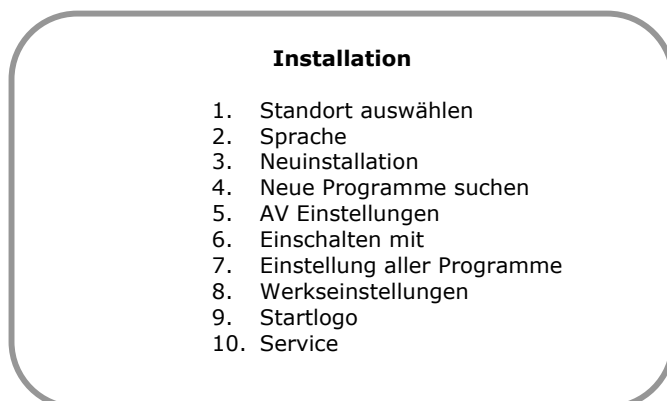 Installation
1. Standort auswählen
2. Sprache
3. Neuinstallation
4. Neue Programme suchen
5. AV Einstellungen
6. Einschalten mit
7. Einstellung aller Programme
8. Werkseinstellungen
9. Startlogo
10. Service